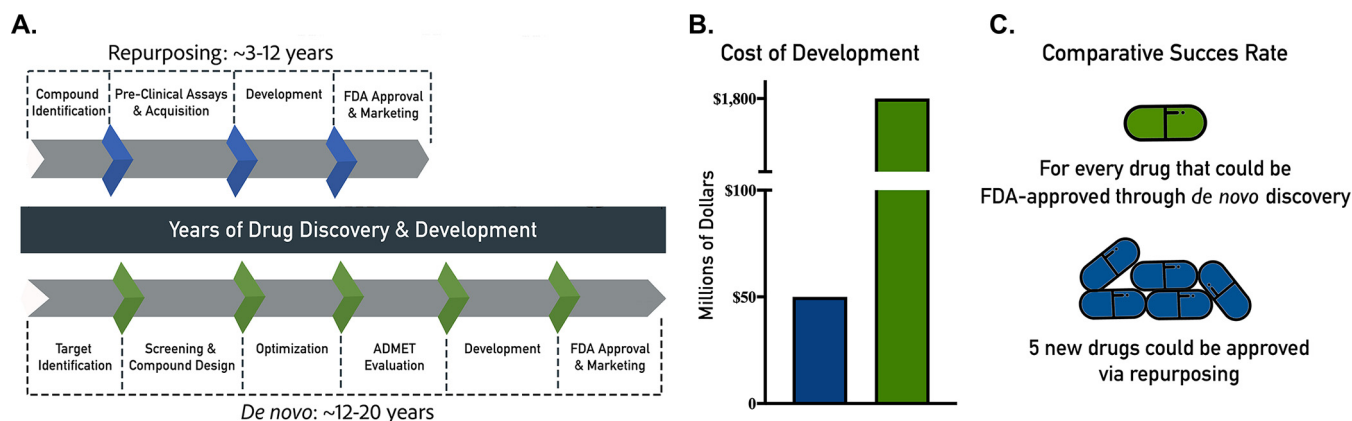 A.
Repurposing: ~3-12 years
Compound
Identification
Pre-Clinical Assays
& Acquisition
Development
FDA Approval
& Marketing
Years of Drug Discovery & Development
Target
Identification
Screening &
Compound Design
Optimization
ADMET
Evaluation
Development
FDA Approval
& Marketing
De novo: ~12-20 years
B.
Cost of Development
Millions of Dollars
$1,800
$100
$50
0
C.
Comparative Succes Rate
For every drug that could be
FDA-approved through de novo discovery
5 new drugs could be approved
via repurposing